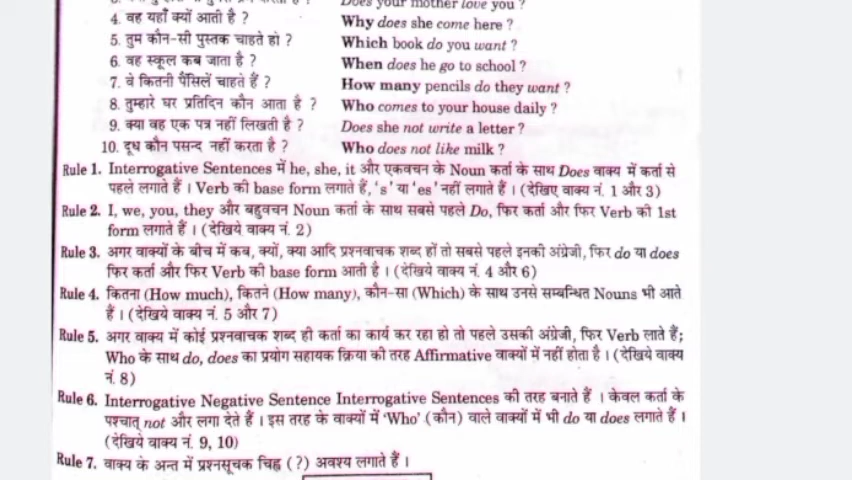 Does your mother love you ?
4. वह यहाँ क्यों आती है ? Why does she come here ?
5. तुम कौन-सी पुस्तक चाहते हो ? Which book do you want ?
6. वह स्कूल कब जाता है ? When does he go to school ?
7. वे कितनी पैंसिलें चाहते हैं ? How many pencils do they want ?
8. तुम्हारे घर प्रतिदिन कौन आता है ? Who comes to your house daily ?
9. क्या वह एक पत्र नहीं लिखती है ? Does she not write a letter ?
10. दूध कौन पसन्द नहीं करता है ? Who does not like milk ?
Rule 1. Interrogative Sentences में he, she, it और एकवचन के Noun कर्ता के साथ Does वाक्य में कर्ता से
पहले लगाते हैं । Verb की base form लगाते हैं, 's' या 'es' नहीं लगाते हैं । (देखिए वाक्य नं. 1 और 3)
Rule 2. I, we, you, they और बहुवचन Noun कर्ता के साथ सबसे पहले Do, फिर कर्ता और फिर Verb की 1st
form लगाते हैं । (देखिये वाक्य नं. 2)
Rule 3. अगर वाक्यों के बीच में कब, क्यों, क्या आदि प्रश्नवाचक शब्द हों तो सबसे पहले इनकी अंग्रेजी, फिर do या does
फिर कर्ता और फिर Verb की base form आती है । (देखिये वाक्य नं. 4 और 6)
Rule 4. कितना (How much), कितने (How many), कौन-सा (Which) के साथ उनसे सम्बन्धित Nouns भी आते
हैं । (देखिये वाक्य नं. 5 और 7)
Rule 5. अगर वाक्य में कोई प्रश्नवाचक शब्द ही कर्ता का कार्य कर रहा हो तो पहले उसकी अंग्रेजी, फिर Verb लाते हैं;
Who के साथ do, does का प्रयोग सहायक क्रिया की तरह Affirmative वाक्यों में नहीं होता है । (देखिये वाक्य
नं. 8)
Rule 6. Interrogative Negative Sentence Interrogative Sentences की तरह बनाते हैं । केवल कर्ता के
पश्चात् not और लगा देते हैं । इस तरह के वाक्यों में 'Who' (कौन) वाले वाक्यों में भी do या does लगाते हैं ।
(देखिये वाक्य नं. 9, 10)
Rule 7. वाक्य के अन्त में प्रश्नसूचक चिह्न (?) अवश्य लगाते हैं ।